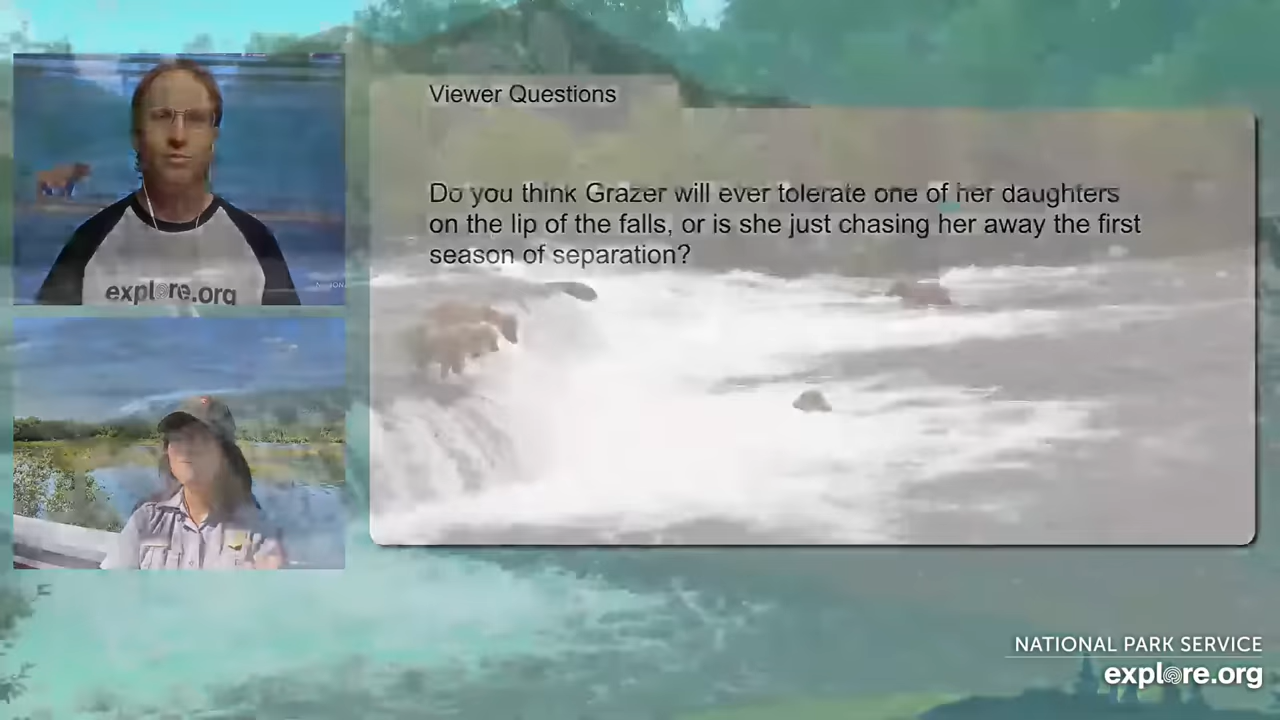 Viewer Questions
Do you think Grazer will ever tolerate one of her daughters
on the lip of the falls, or is she just chasing her away the first
season of separation?
explore.org
NATIONAL PARK SERVICE
explore.org